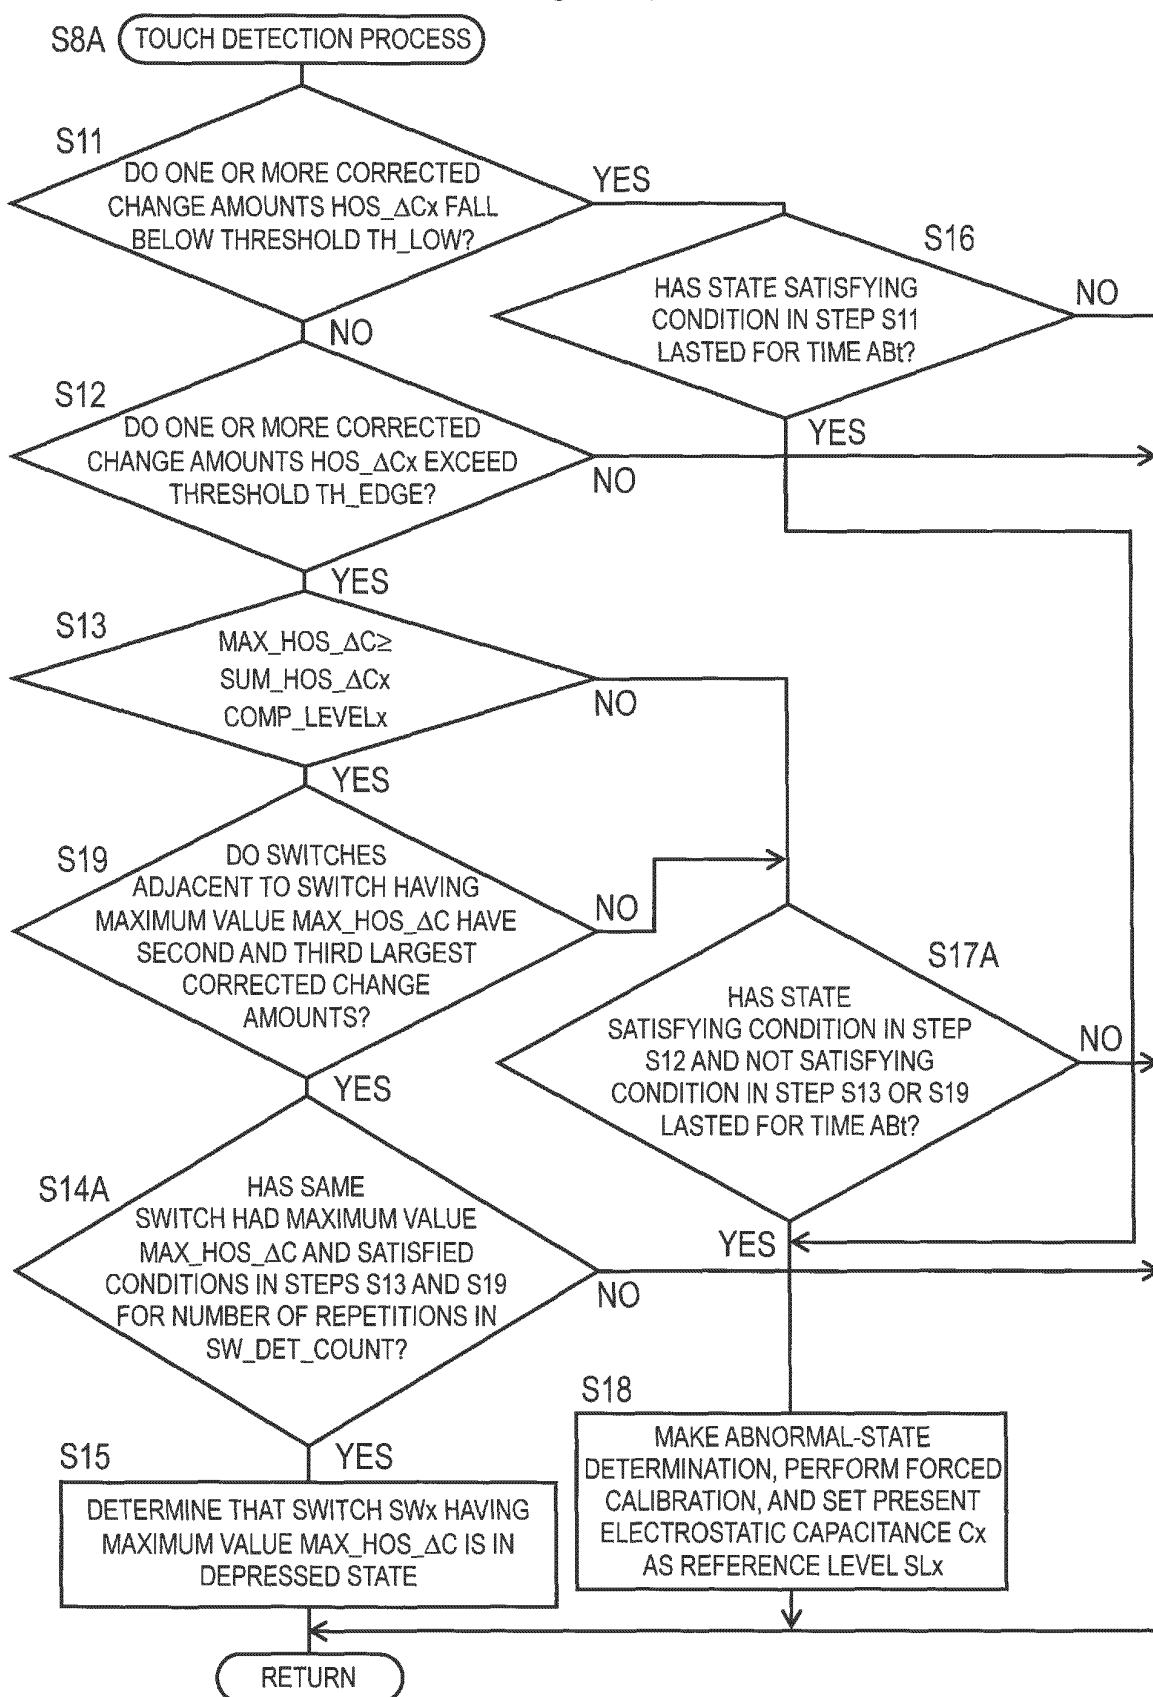 S8A
TOUCH DETECTION PROCESS
S11
DO ONE OR MORE CORRECTED
CHANGE AMOUNTS HOS_ΔCx FALL
BELOW THRESHOLD TH_LOW?
YES
NO
S16
HAS STATE SATISFYING
CONDITION IN STEP S11
LASTED FOR TIME ABt?
NO
YES
S12
DO ONE OR MORE CORRECTED
CHANGE AMOUNTS HOS_ΔCx EXCEED
THRESHOLD TH_EDGE?
NO
YES
S13
MAX_HOS_ΔC≥
SUM_HOS_ΔCx
COMP_LEVELx
NO
YES
S19
DO SWITCHES
ADJACENT TO SWITCH HAVING
MAXIMUM VALUE MAX_HOS_ΔC HAVE
SECOND AND THIRD LARGEST
CORRECTED CHANGE
AMOUNTS?
NO
YES
S17A
HAS STATE
SATISFYING CONDITION IN STEP
S12 AND NOT SATISFYING
CONDITION IN STEP S13 OR S19
LASTED FOR TIME ABt?
NO
YES
S14A
HAS SAME
SWITCH HAD MAXIMUM VALUE
MAX_HOS_ΔC AND SATISFIED
CONDITIONS IN STEPS S13 AND S19
FOR NUMBER OF REPETITIONS IN
SW_DET_COUNT?
NO
YES
S15
DETERMINE THAT SWITCH SWx HAVING
MAXIMUM VALUE MAX_HOS_ΔC IS IN
DEPRESSED STATE
S18
MAKE ABNORMAL-STATE
DETERMINATION, PERFORM FORCED
CALIBRATION, AND SET PRESENT
ELECTROSTATIC CAPACITANCE Cx
AS REFERENCE LEVEL SLx
RETURN